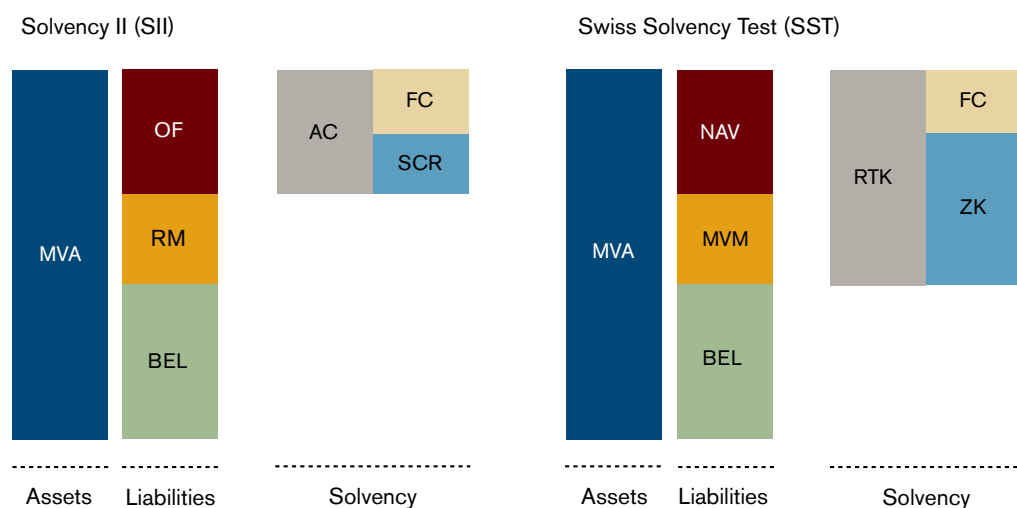 Solvency II (SII)
MVA
OF
RM
BEL
AC
FC
SCR
Assets
Liabilities
Solvency
Swiss Solvency Test (SST)
MVA
NAV
MVM
BEL
RTK
FC
ZK
Assets
Liabilities
Solvency